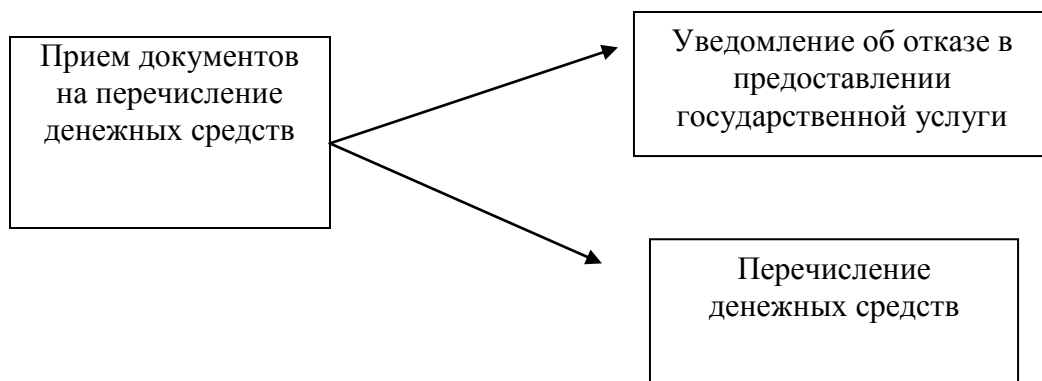 Прием документов
на перечисление
денежных средств
Уведомление об отказе в
предоставлении
государственной услуги
Перечисление
денежных средств